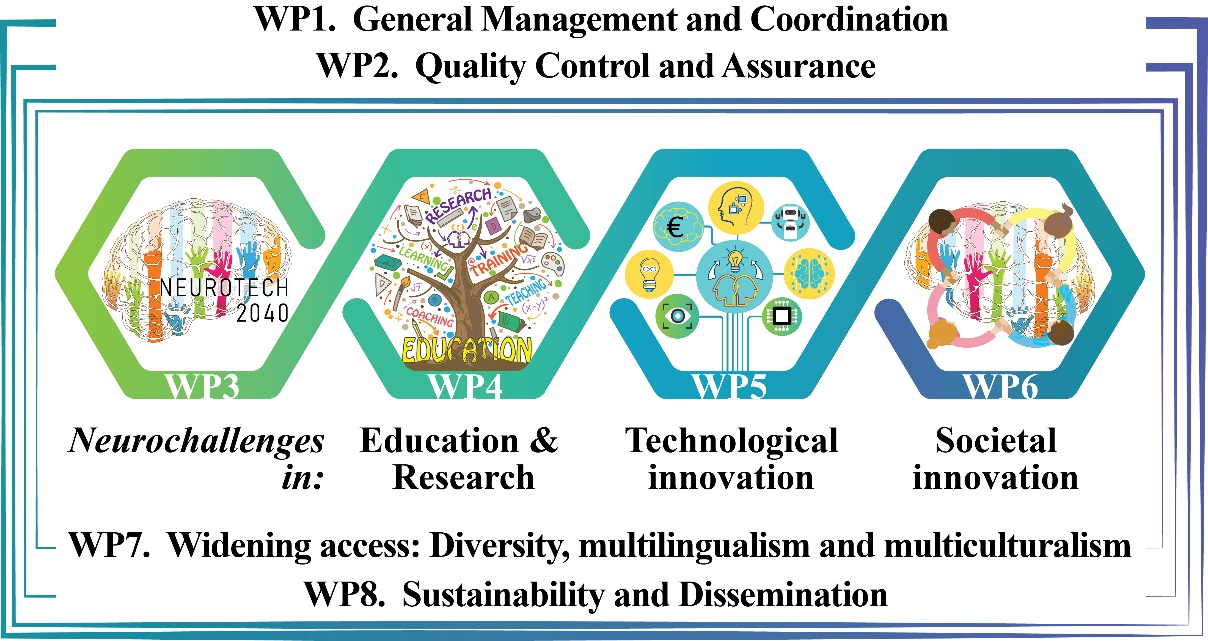 WP1. General Management and Coordination
WP2. Quality Control and Assurance
NEUROTECH
2040
WP3
RESEARCH
LEARNING
TRAINING
TEACHING
COACHING
(x-y)
EDUCATION
WP4
€
WP5
WP6
Neurochallenges
in:
Education &
Research
Technological
innovation
Societal
innovation
WP7. Widening access: Diversity, multilingualism and multiculturalism
WP8. Sustainability and Dissemination